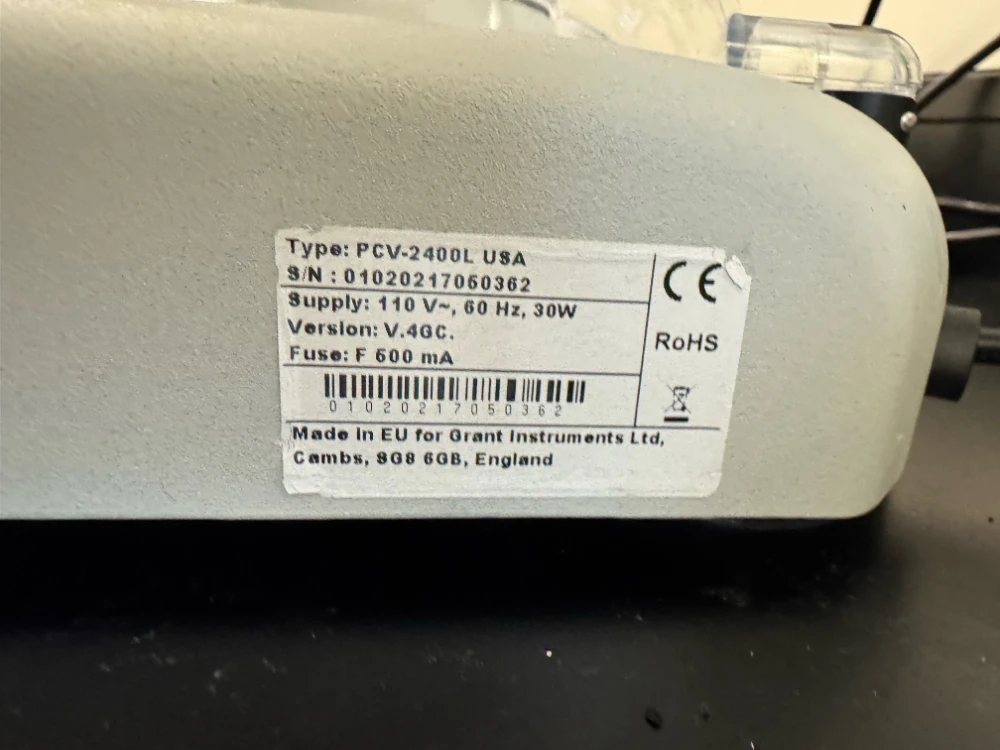 Type: PCV-2400L USA
S/N : 01020217050362
Supply: 110 V~, 60 Hz, 30W
Version: V.4GC.
Fuse: F 600 mA
01020217050362
Made in EU for Grant Instruments Ltd,
Cambs, SG8 6GB, England
CE
RoHS